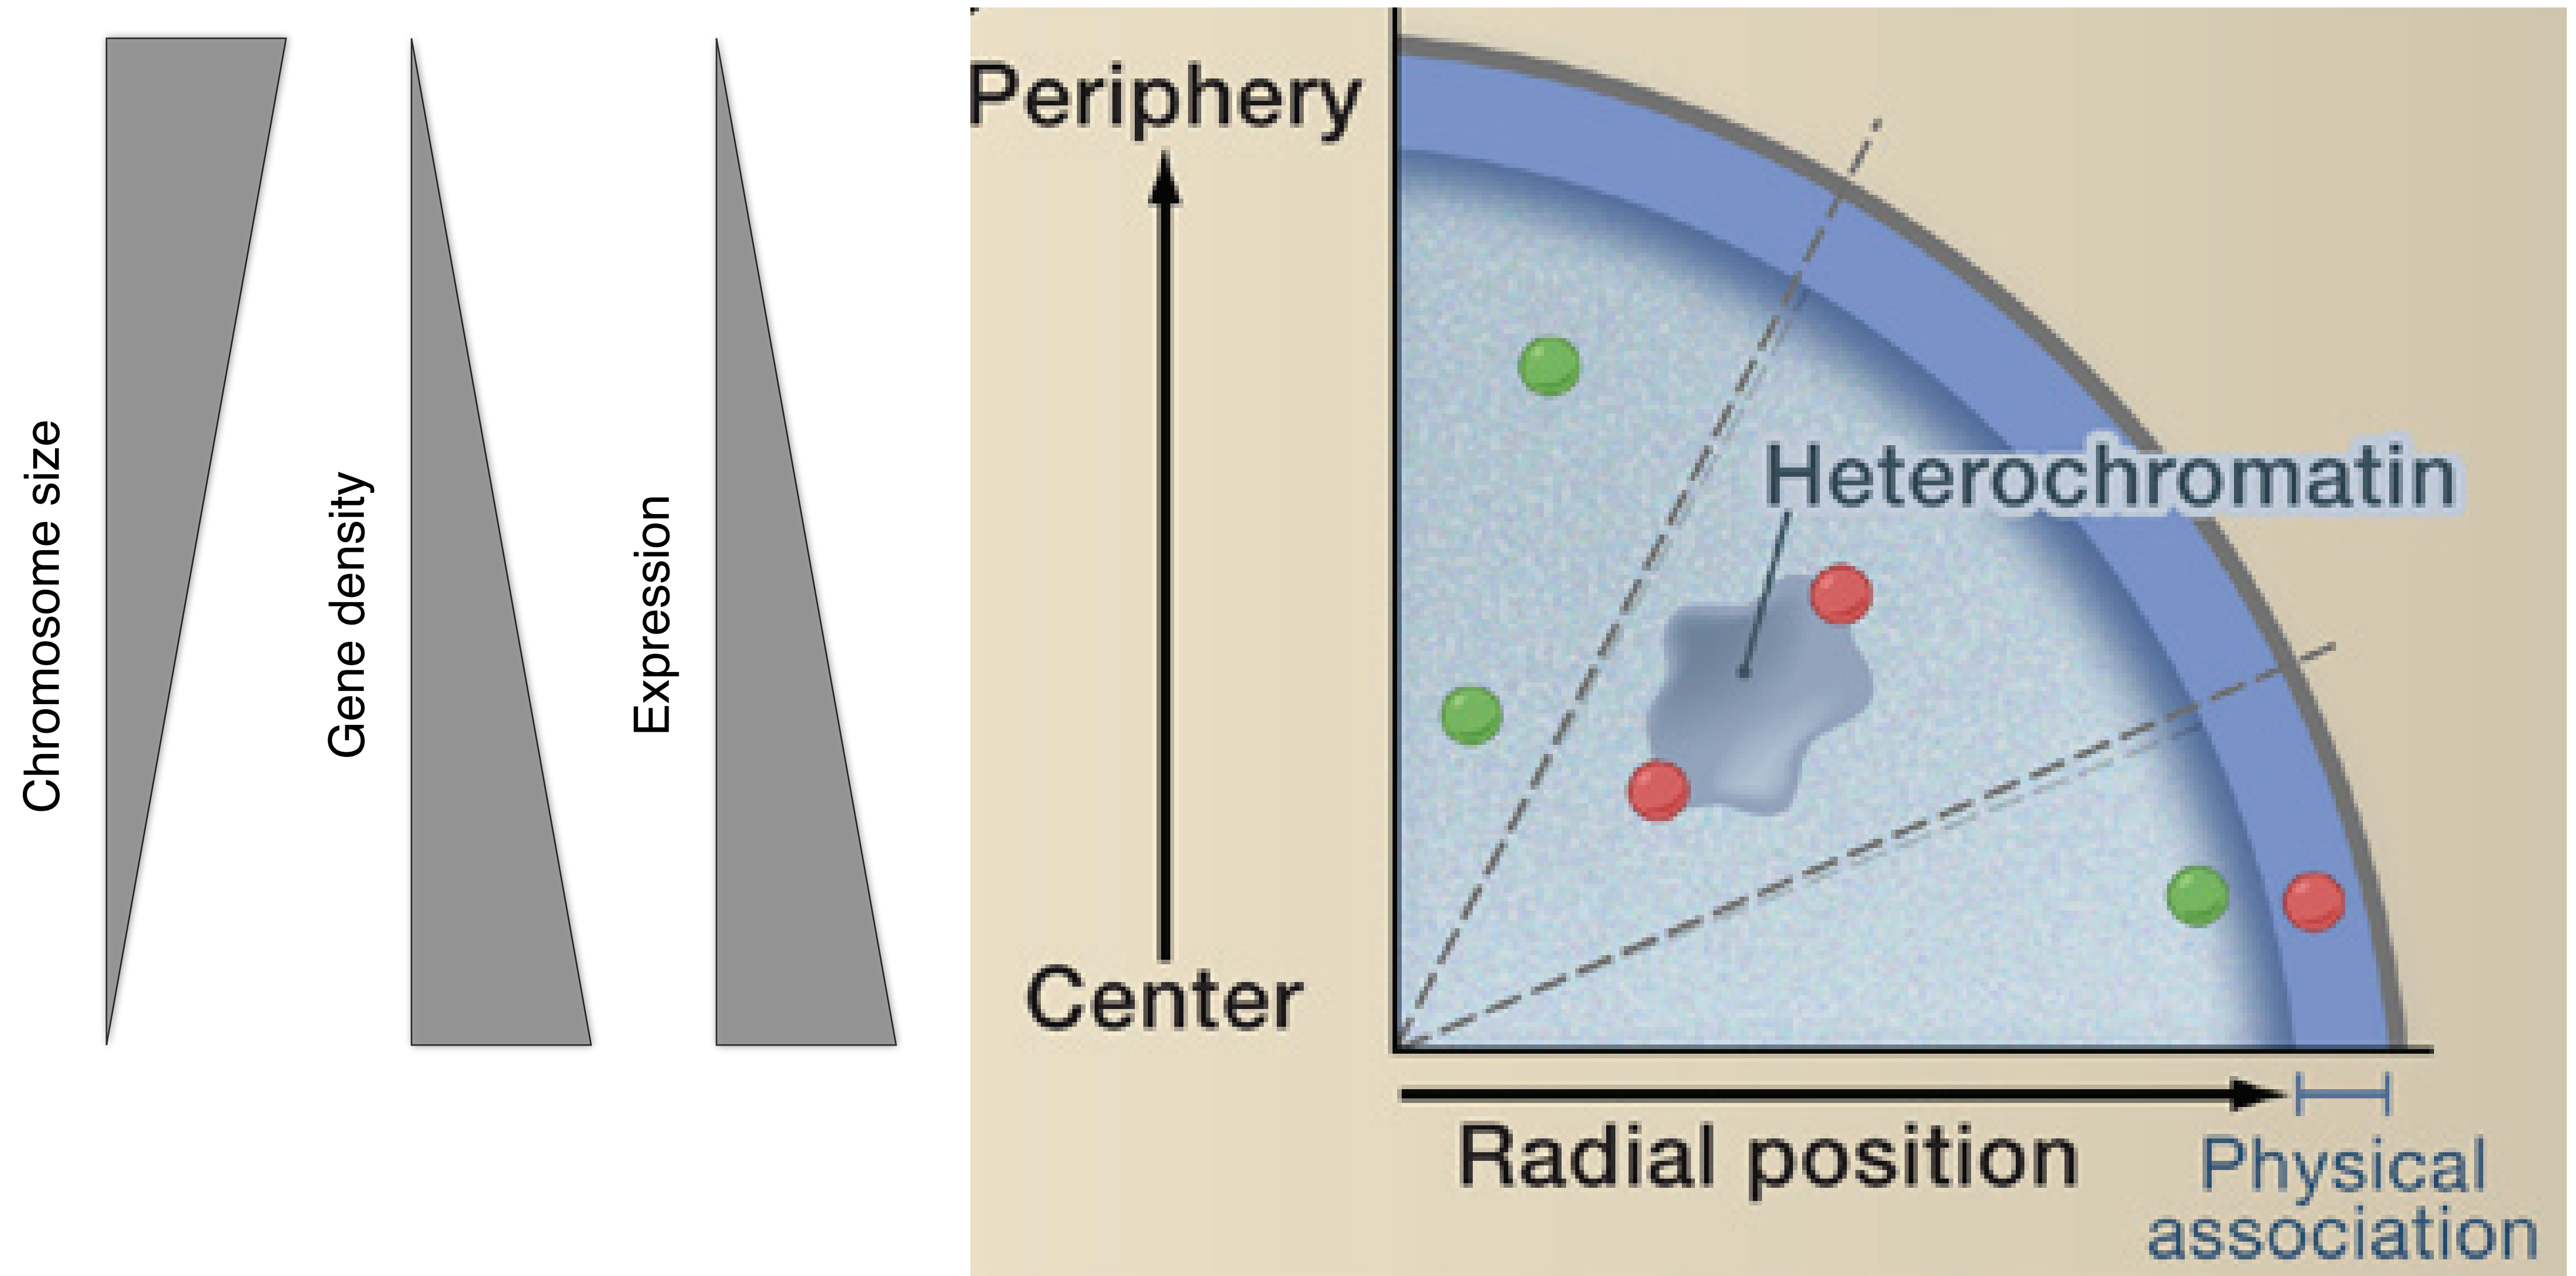 Chromosome size
Gene density
Expression
Periphery
Center
Heterochromatin
Radial position
Physical
association